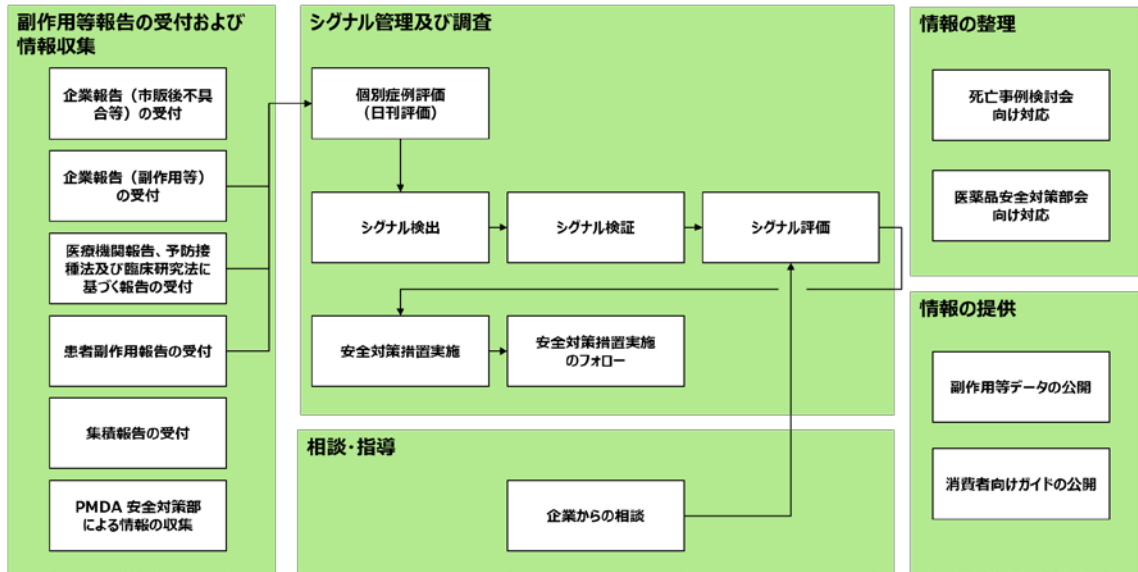 副作用等報告の受付および
情報収集
企業報告（市販後不具
合等）の受付
企業報告（副作用等）
の受付
医療機関報告、予防接
種法及び臨床研究法に
基づく報告の受付
患者副作用報告の受付
集積報告の受付
PMDA 安全対策部
による情報の収集
シグナル管理及び調査
個別症例評価
（日刊評価）
シグナル検出
シグナル検証
シグナル評価
安全対策措置実施
安全対策措置実施
のフォロー
相談・指導
企業からの相談
情報の整理
死亡事例検討会
向け対応
医薬品安全対策部会
向け対応
情報の提供
副作用等データの公開
消費者向けガイドの公開